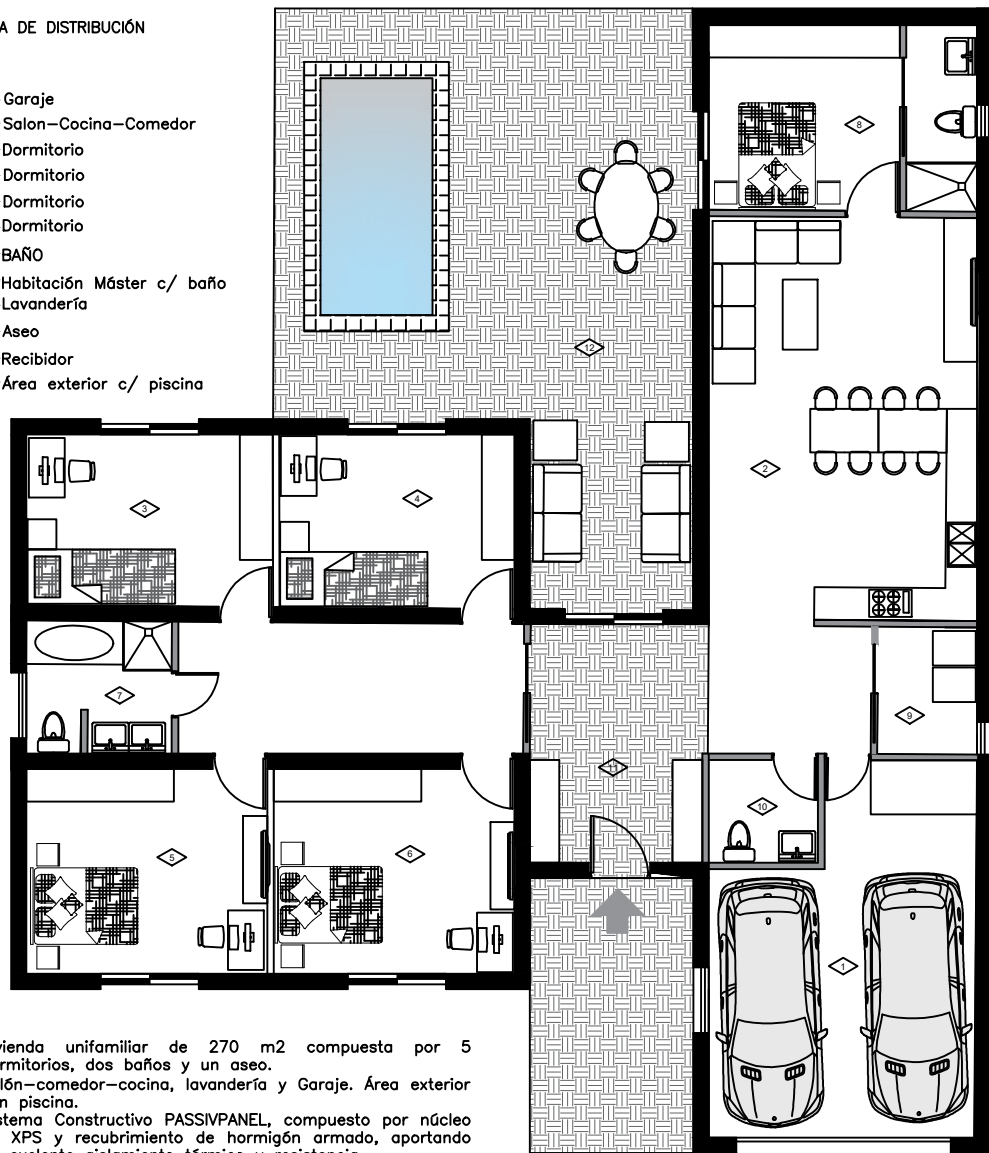 A DE DISTRIBUCIÓN
Garaje
Salon-Cocina-Comedor
Dormitorio
Dormitorio
Dormitorio
Dormitorio
BAÑO
Habitación Máster c/ baño
Lavandería
Aseo
Recibidor
Área exterior c/ piscina
8
12
2
3
4
7
9
11
10
5
6
1
vienda unifamiliar de 270 m2 compuesta por 5
rmitorios, dos baños y un aseo.
lón-comedor-cocina, lavandería y Garaje. Área exterior
n piscina.
stema Constructivo PASSIVPANEL, compuesto por núcleo
XPS y recubrimiento de hormigón armado, aportando